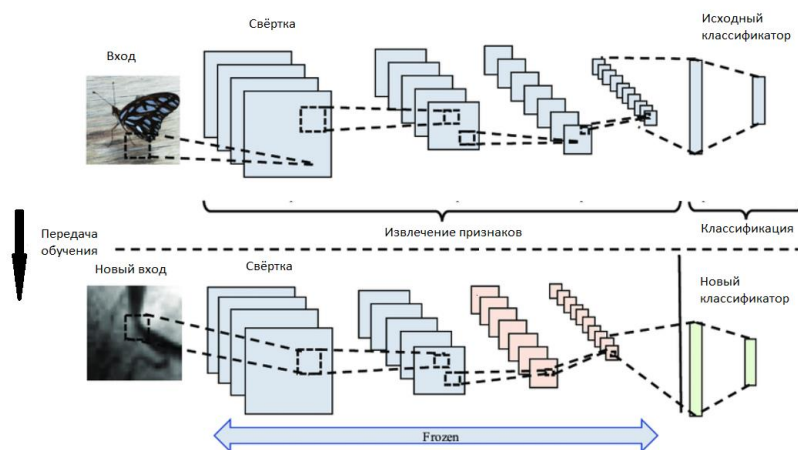 Свёртка
Исходный
классификатор
Вход
Извлечение признаков
Классификация
Передача
обучения
Новый вход
Свёртка
Новый
классификатор
Frozen